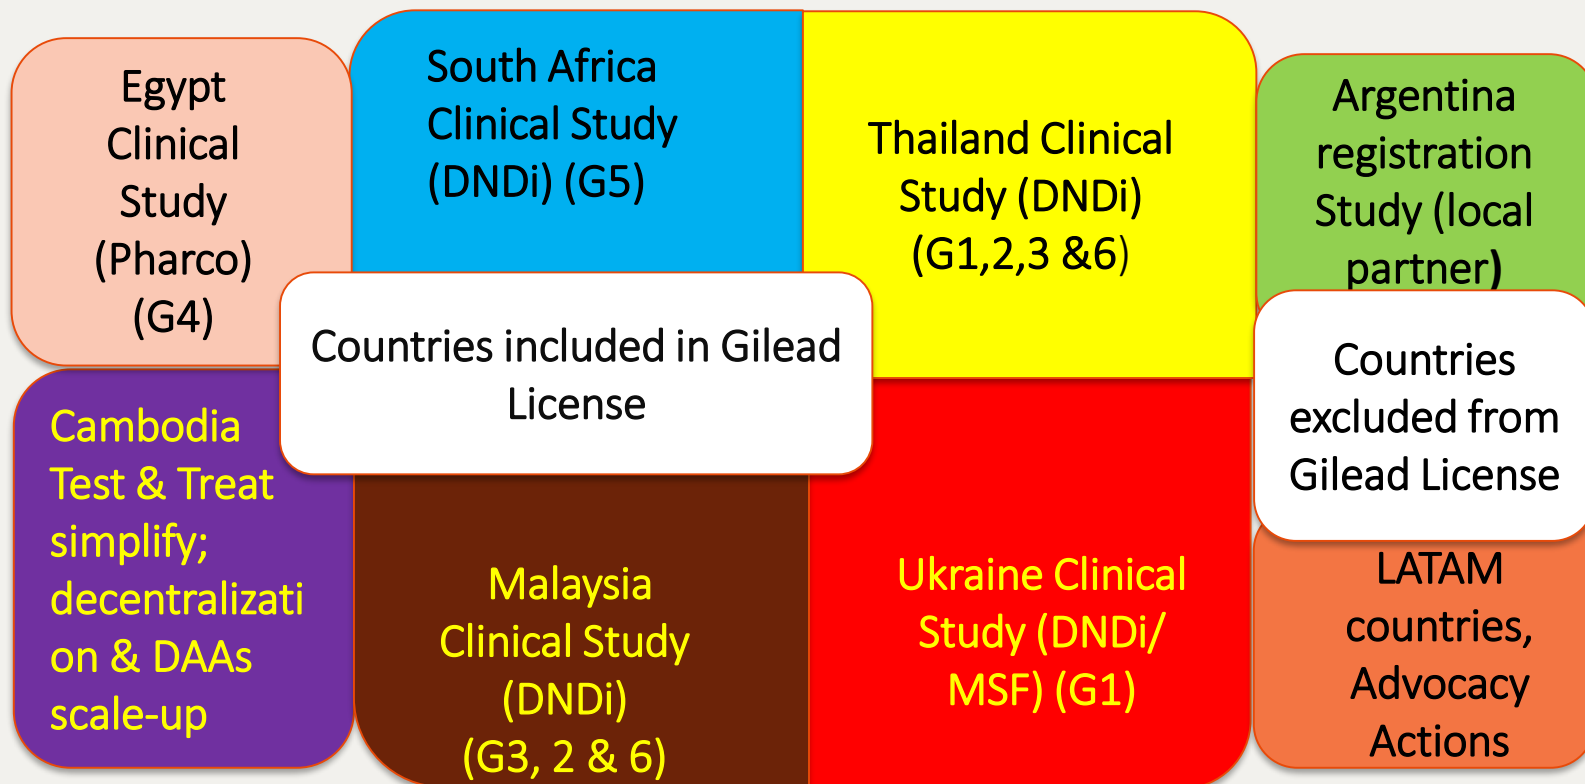 Egypt
Clinical
Study
(Pharco)
(G4)
South Africa
Clinical Study
(DNDi) (G5)
Thailand Clinical
Study (DNDi)
(G1,2,3 &6)
Argentina
registration
Study (local
partner)
Countries included in Gilead
License
Countries
excluded from
Gilead License
Cambodia
Test & Treat
simplify;
decentralizati
on & DAAs
scale-up
Malaysia
Clinical Study
(DNDi)
(G3, 2 & 6)
Ukraine Clinical
Study (DNDi/
MSF) (G1)
LATAM
countries,
Advocacy
Actions